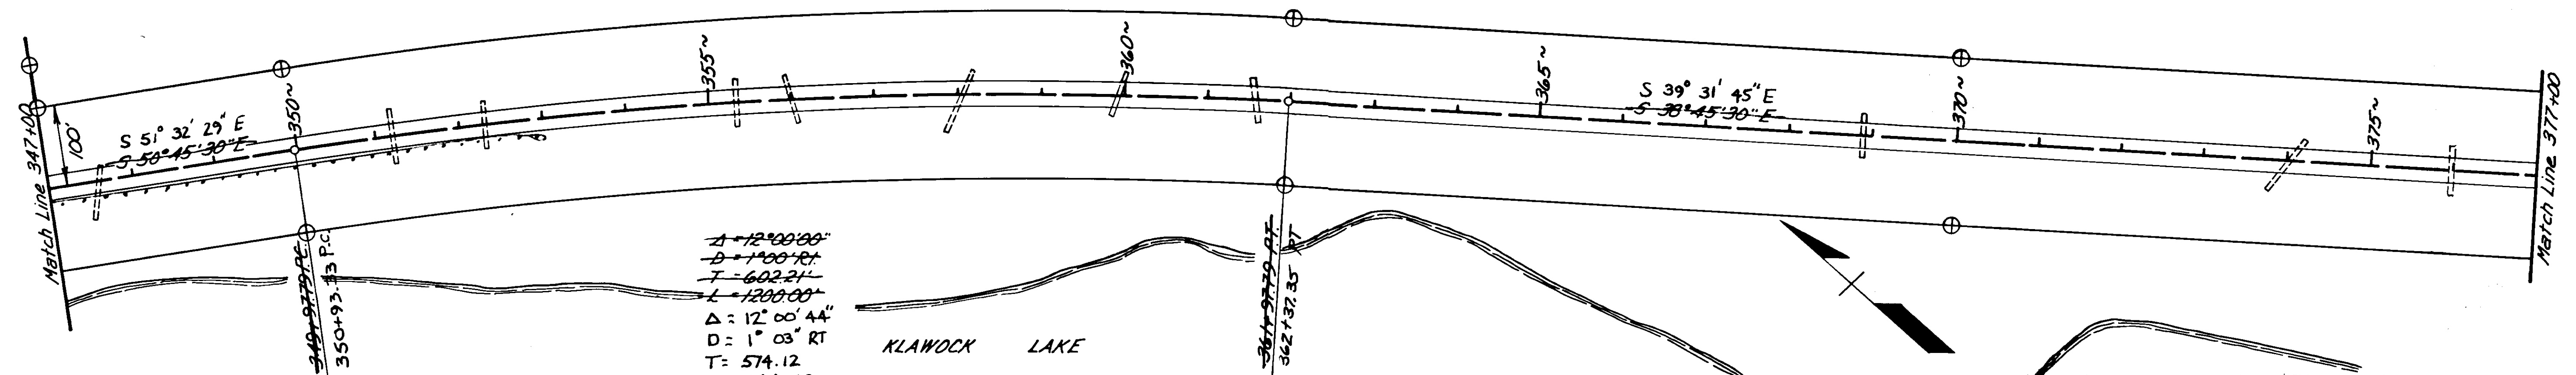 Match Line 347+00
100'
S 51° 32' 29" E
S 50° 45' 30" E
350~
355~
360~
365~
S 39° 31' 45" E
S 38° 45' 30" E
370~
375~
Match Line 377+00
349+97.79 P.C.
350+93.33 P.C.
Δ = 12°00'00"
D = 1°00' RT.
T = 602.21'
L = 1200.00'
Δ = 12° 00' 44"
D = 1° 03" RT
T = 574.12
KLAWOCK LAKE
361+97.79 P.T.
362+37.35 PT